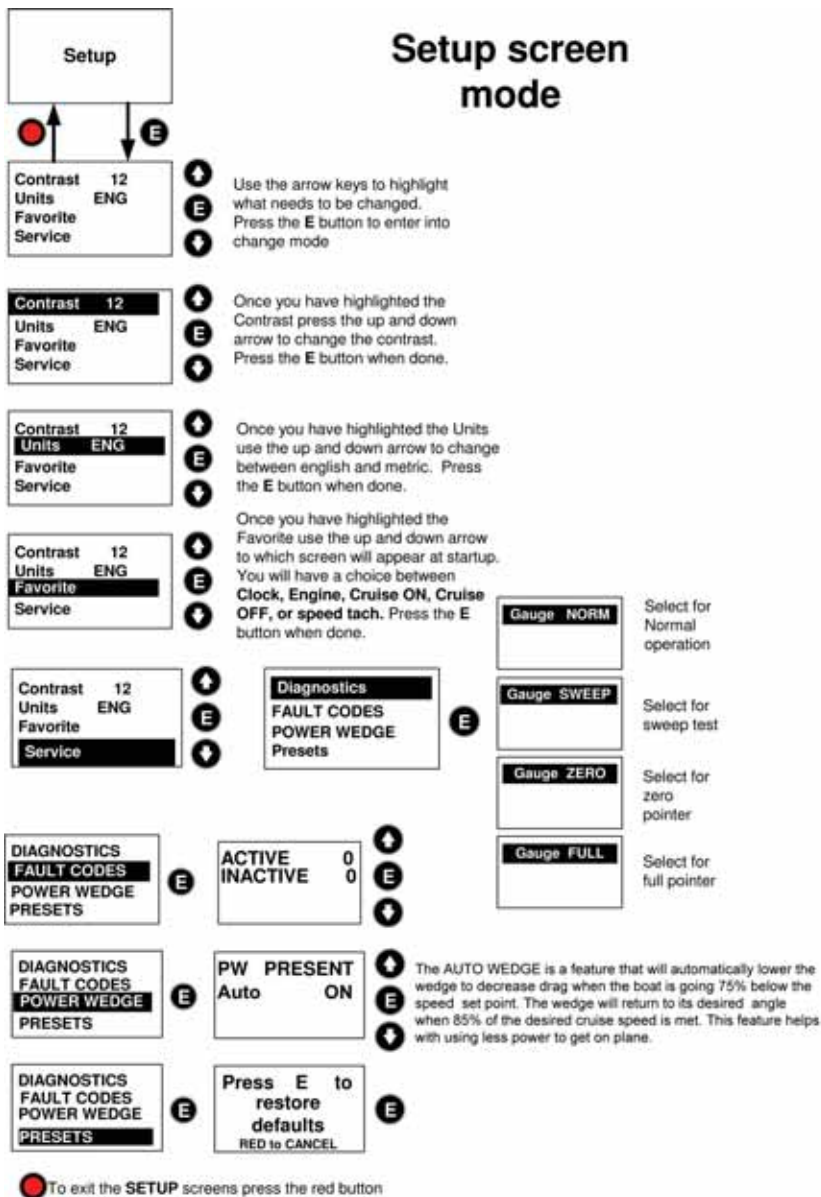 Setup
Setup screen
mode
E
Contrast 12
Units ENG
Favorite
Service
E
Use the arrow keys to highlight
what needs to be changed.
Press the E button to enter into
change mode
Contrast 12
Units ENG
Favorite
Service
E
Once you have highlighted the
Contrast press the up and down
arrow to change the contrast.
Press the E button when done.
Contrast 12
Units ENG
Favorite
Service
E
Once you have highlighted the Units
use the up and down arrow to change
between english and metric. Press
the E button when done.
Contrast 12
Units ENG
Favorite
Service
E
Once you have highlighted the
Favorite use the up and down arrow
to which screen will appear at startup.
You will have a choice between
Clock, Engine, Cruise ON, Cruise
OFF, or speed tach. Press the E
button when done.
Contrast 12
Units ENG
Favorite
Service
E
Diagnostics
FAULT CODES
POWER WEDGE
Presets
E
Gauge NORM
Select for
Normal
operation
Gauge SWEEP
Select for
sweep test
Gauge ZERO
Select for
zero
pointer
Gauge FULL
Select for
full pointer
DIAGNOSTICS
FAULT CODES
POWER WEDGE
PRESETS
E
ACTIVE 0
INACTIVE 0
E
DIAGNOSTICS
FAULT CODES
POWER WEDGE
PRESETS
E
PW PRESENT
Auto ON
E
The AUTO WEDGE is a feature that will automatically lower the
wedge to decrease drag when the boat is going 75% below the
speed set point. The wedge will return to its desired angle
when 85% of the desired cruise speed is met. This feature helps
with using less power to get on plane.
DIAGNOSTICS
FAULT CODES
POWER WEDGE
PRESETS
E
Press E to
restore
defaults
RED to CANCEL
E
To exit the SETUP screens press the red button